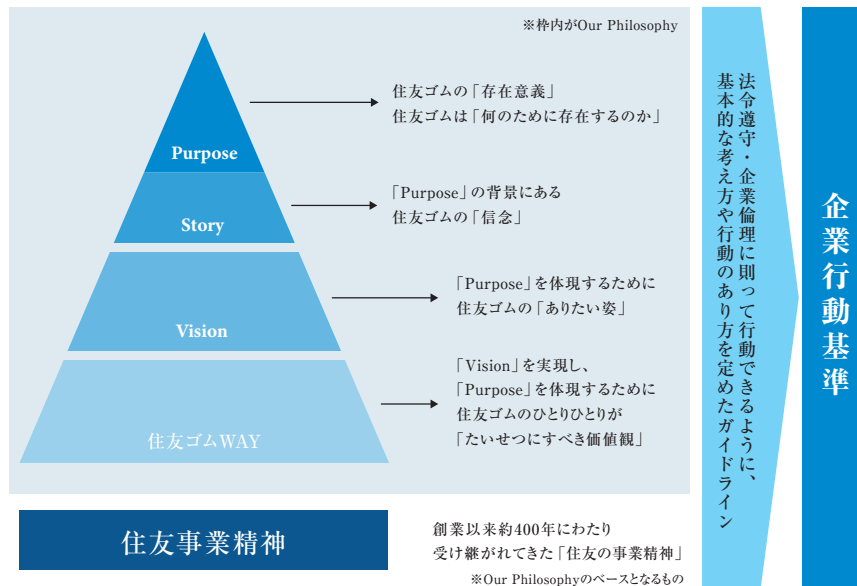 ※枠内がOur Philosophy
Purpose
住友ゴムの「存在意義」
住友ゴムは「何のために存在するのか」
Story
「Purpose」の背景にある
住友ゴムの「信念」
Vision
「Purpose」を体現するために
住友ゴムの「ありたい姿」
住友ゴムWAY
「Vision」を実現し、
「Purpose」を体現するために
住友ゴムのひとりひとりが
「たいせつにすべき価値観」
住友事業精神
創業以来約400年にわたり
受け継がれてきた「住友の事業精神」
※Our Philosophyのベースとなるもの
法令遵守・企業倫理に則って行動できるように、
基本的な考え方や行動のあり方を定めたガイドライン
企業行動基準